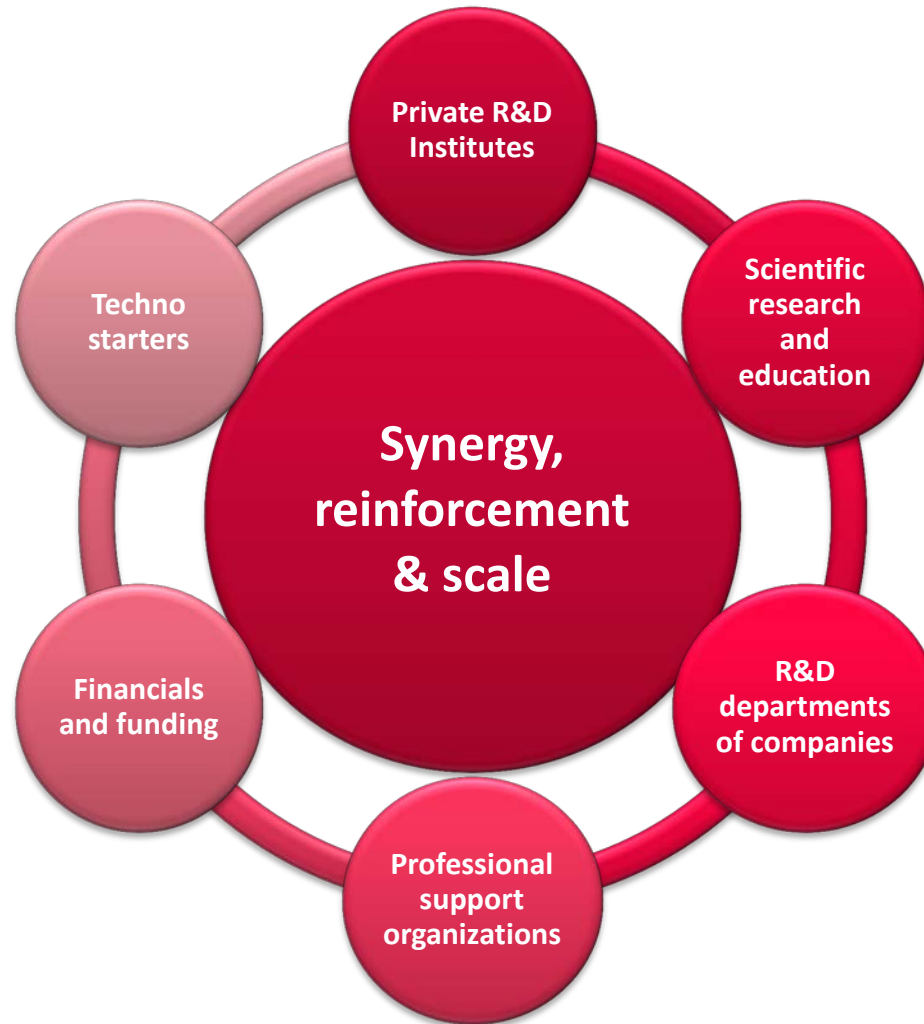 Private R&D
Institutes
Scientific
research
and
education
Techno
starters
Synergy,
reinforcement
& scale
R&D
departments
of companies
Financials
and funding
Professional
support
organizations